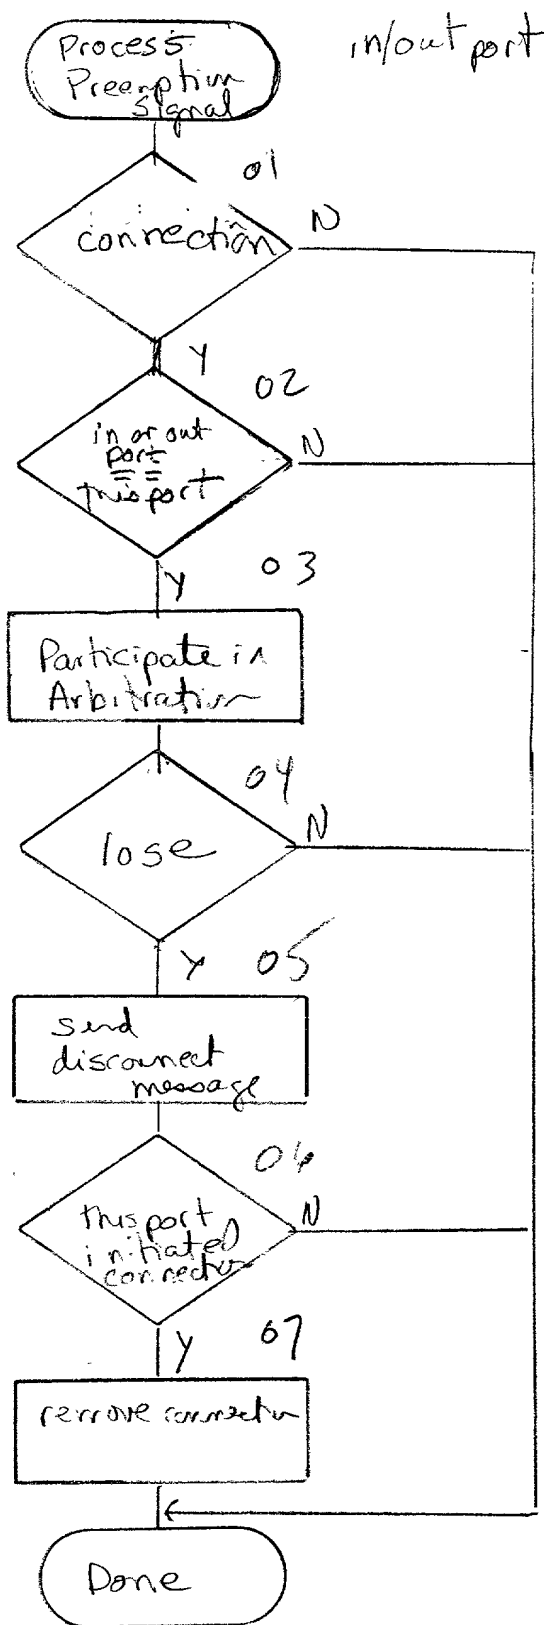 Process
Preemption
Signal
in/out port
01
connection
N
Y
02
in or out
port
==
this port
N
Y
03
Participate in
Arbitration
04
lose
N
Y
05
send
disconnect
message
06
this port
initiated
connection
N
Y
07
remove connection
Done